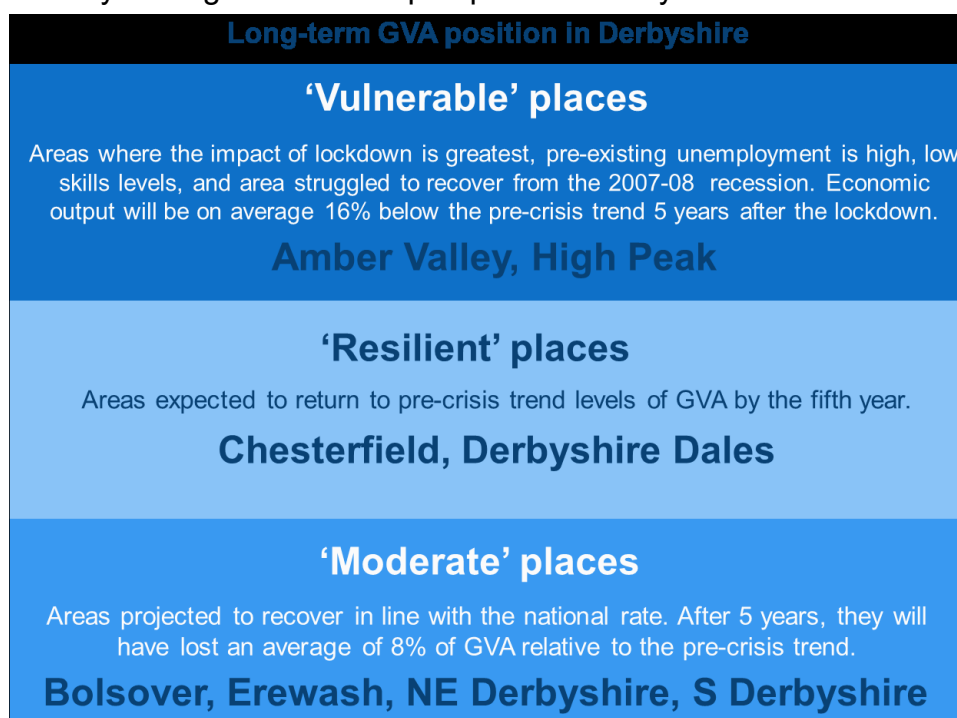 Long-term GVA position in Derbyshire
‘Vulnerable’ places
Areas where the impact of lockdown is greatest, pre-existing unemployment is high, low
skills levels, and area struggled to recover from the 2007-08 recession. Economic
output will be on average 16% below the pre-crisis trend 5 years after the lockdown.
Amber Valley, High Peak
‘Resilient’ places
Areas expected to return to pre-crisis trend levels of GVA by the fifth year.
Chesterfield, Derbyshire Dales
‘Moderate’ places
Areas projected to recover in line with the national rate. After 5 years, they will
have lost an average of 8% of GVA relative to the pre-crisis trend.
Bolsover, Erewash, NE Derbyshire, S Derbyshire